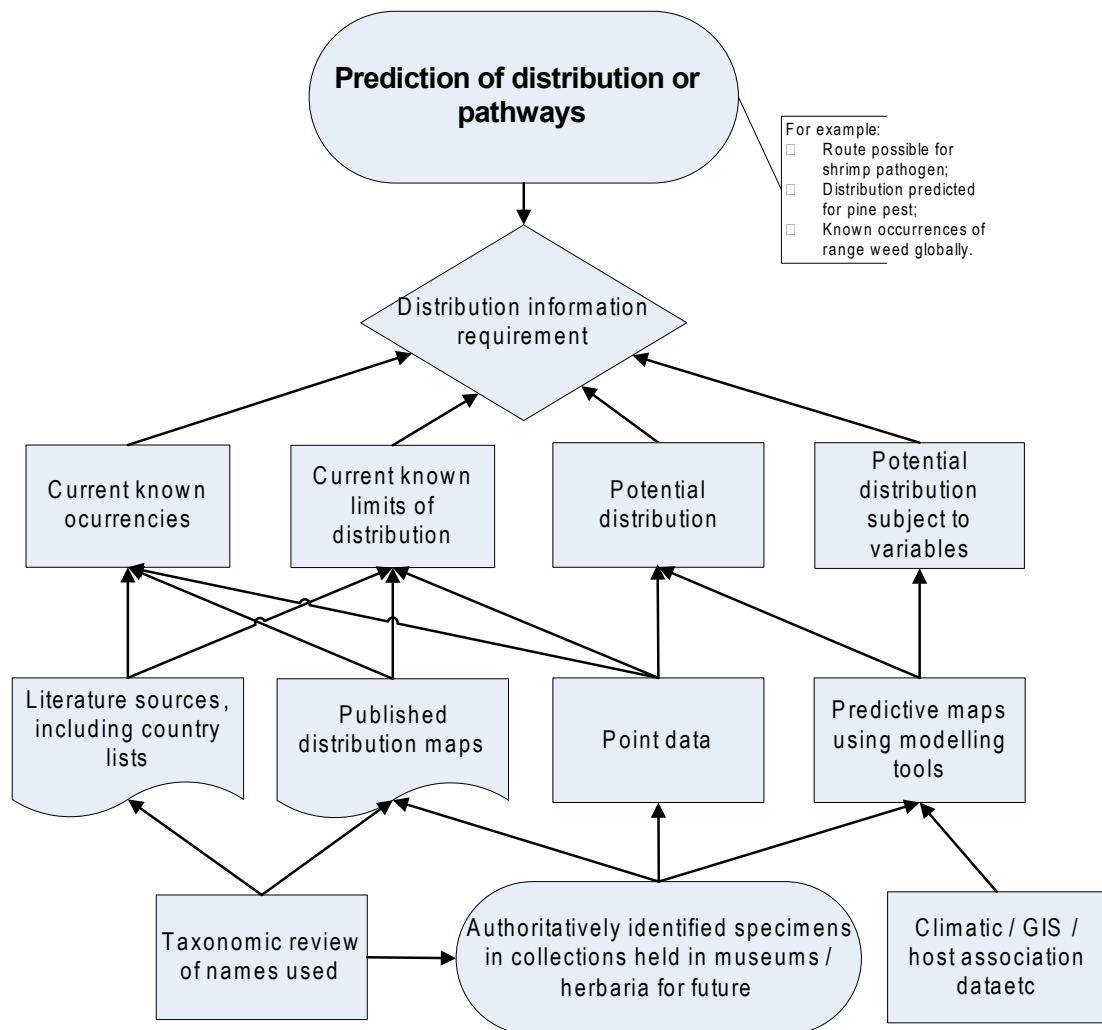 Prediction of distribution or
pathways
For example:
Route possible for
shrimp pathogen;
Distribution predicted
for pine pest;
Known occurrences of
range weed globally.
Distribution information
requirement
Current known
ocurrencies
Current known
limits of
distribution
Potential
distribution
Potential
distribution
subject to
variables
Literature sources,
including country
lists
Published
distribution maps
Point data
Predictive maps
using modelling
tools
Taxonomic review
of names used
Authoritatively identified specimens
in collections held in museums /
herbaria for future
Climatic / GIS /
host association
dataetc